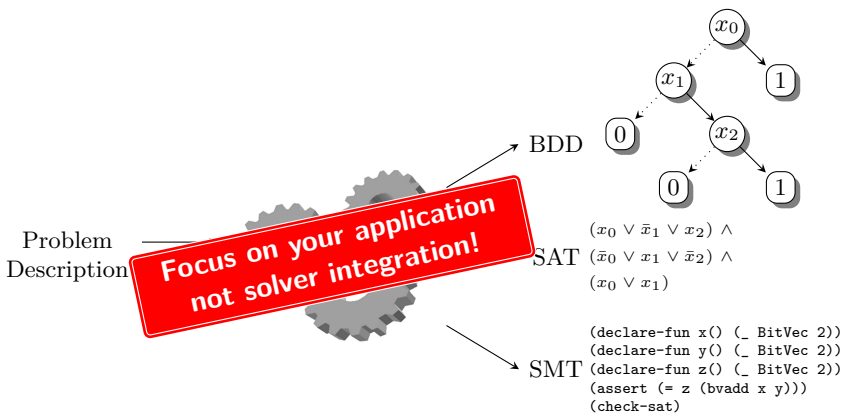 Problem
Description
Focus on your application
not solver integration!
BDD
x₀
x₁
1
0
x₂
0
1
SAT
(x₀ ∨ x̄₁ ∨ x₂) ∧
(x̄₀ ∨ x₁ ∨ x̄₂) ∧
(x₀ ∨ x₁)
SMT
(declare-fun x() (_ BitVec 2))
(declare-fun y() (_ BitVec 2))
(declare-fun z() (_ BitVec 2))
(assert (= z (bvadd x y)))
(check-sat)